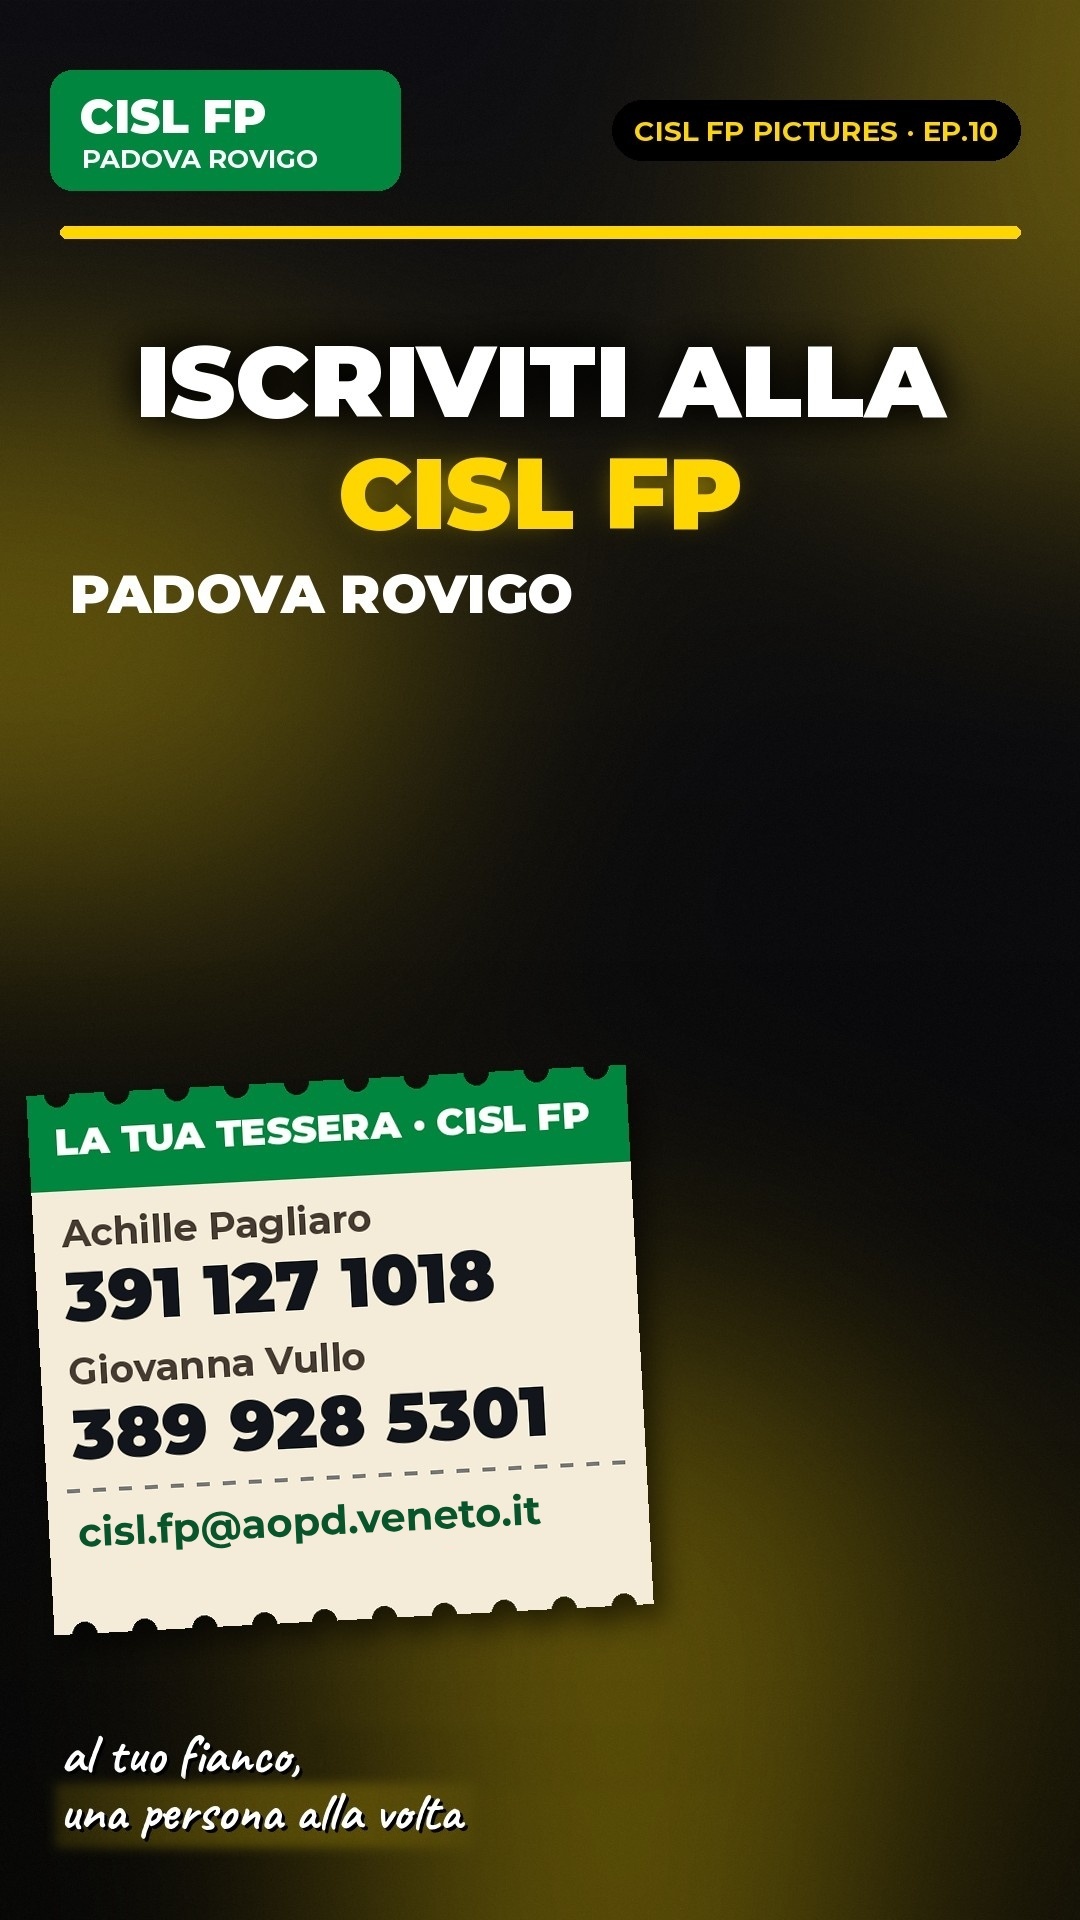 CISL FP
PADOVA ROVIGO
CISL FP PICTURES · EP.10
ISCRIVITI ALLA
CISL FP
PADOVA ROVIGO
LA TUA TESSERA · CISL FP
Achille Pagliaro
391 127 1018
Giovanna Vullo
389 928 5301
cisl.fp@aopd.veneto.it
al tuo fianco,
una persona alla volta